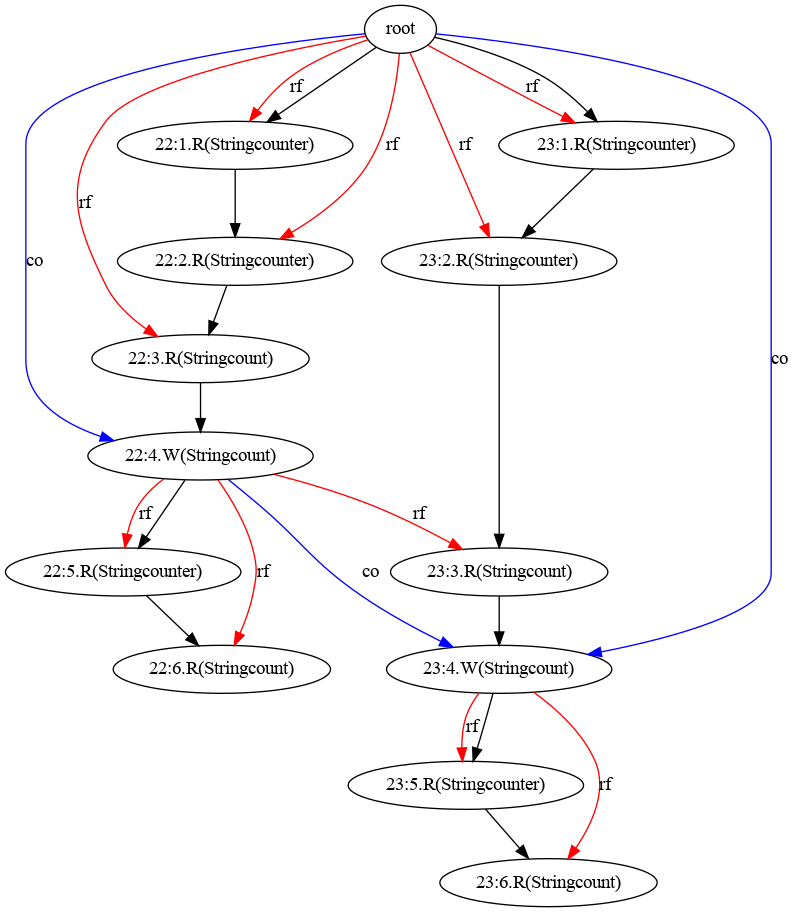 root
rf
rf
22:1.R(Stringcounter)
23:1.R(Stringcounter)
rf
rf
rf
co
22:2.R(Stringcounter)
23:2.R(Stringcounter)
22:3.R(Stringcount)
co
22:4.W(Stringcount)
rf
rf
22:5.R(Stringcounter)
rf
co
23:3.R(Stringcount)
22:6.R(Stringcount)
23:4.W(Stringcount)
rf
23:5.R(Stringcounter)
rf
23:6.R(Stringcount)